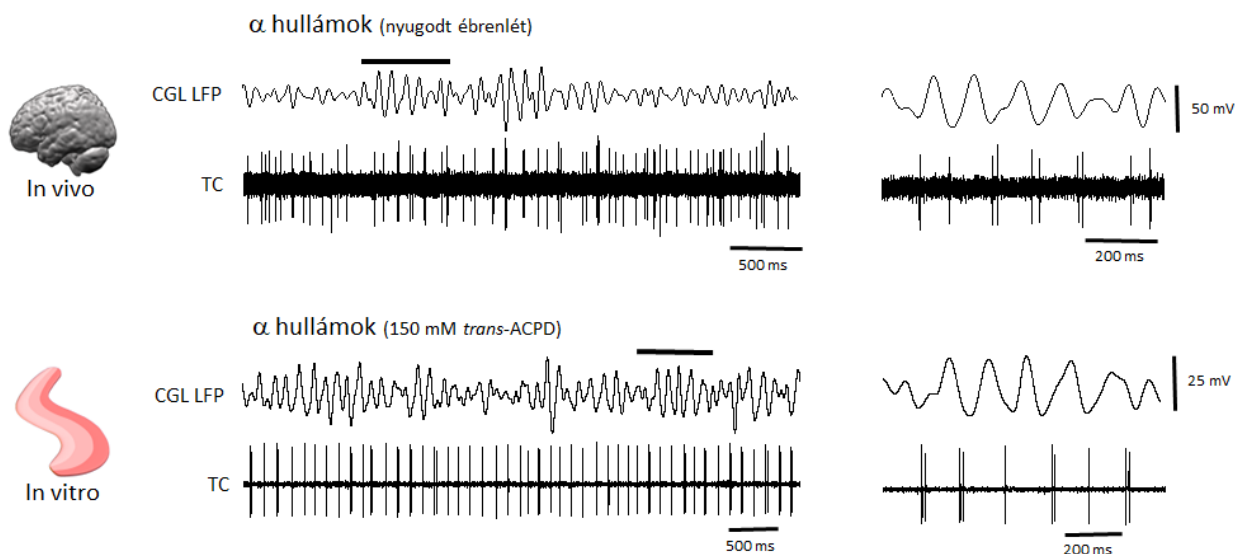 α hullámok (nyugodt ébrenlét)
CGL LFP
50 mV
In vivo
TC
500 ms
200 ms
α hullámok (150 mM trans-ACPD)
CGL LFP
25 mV
In vitro
TC
500 ms
200 ms